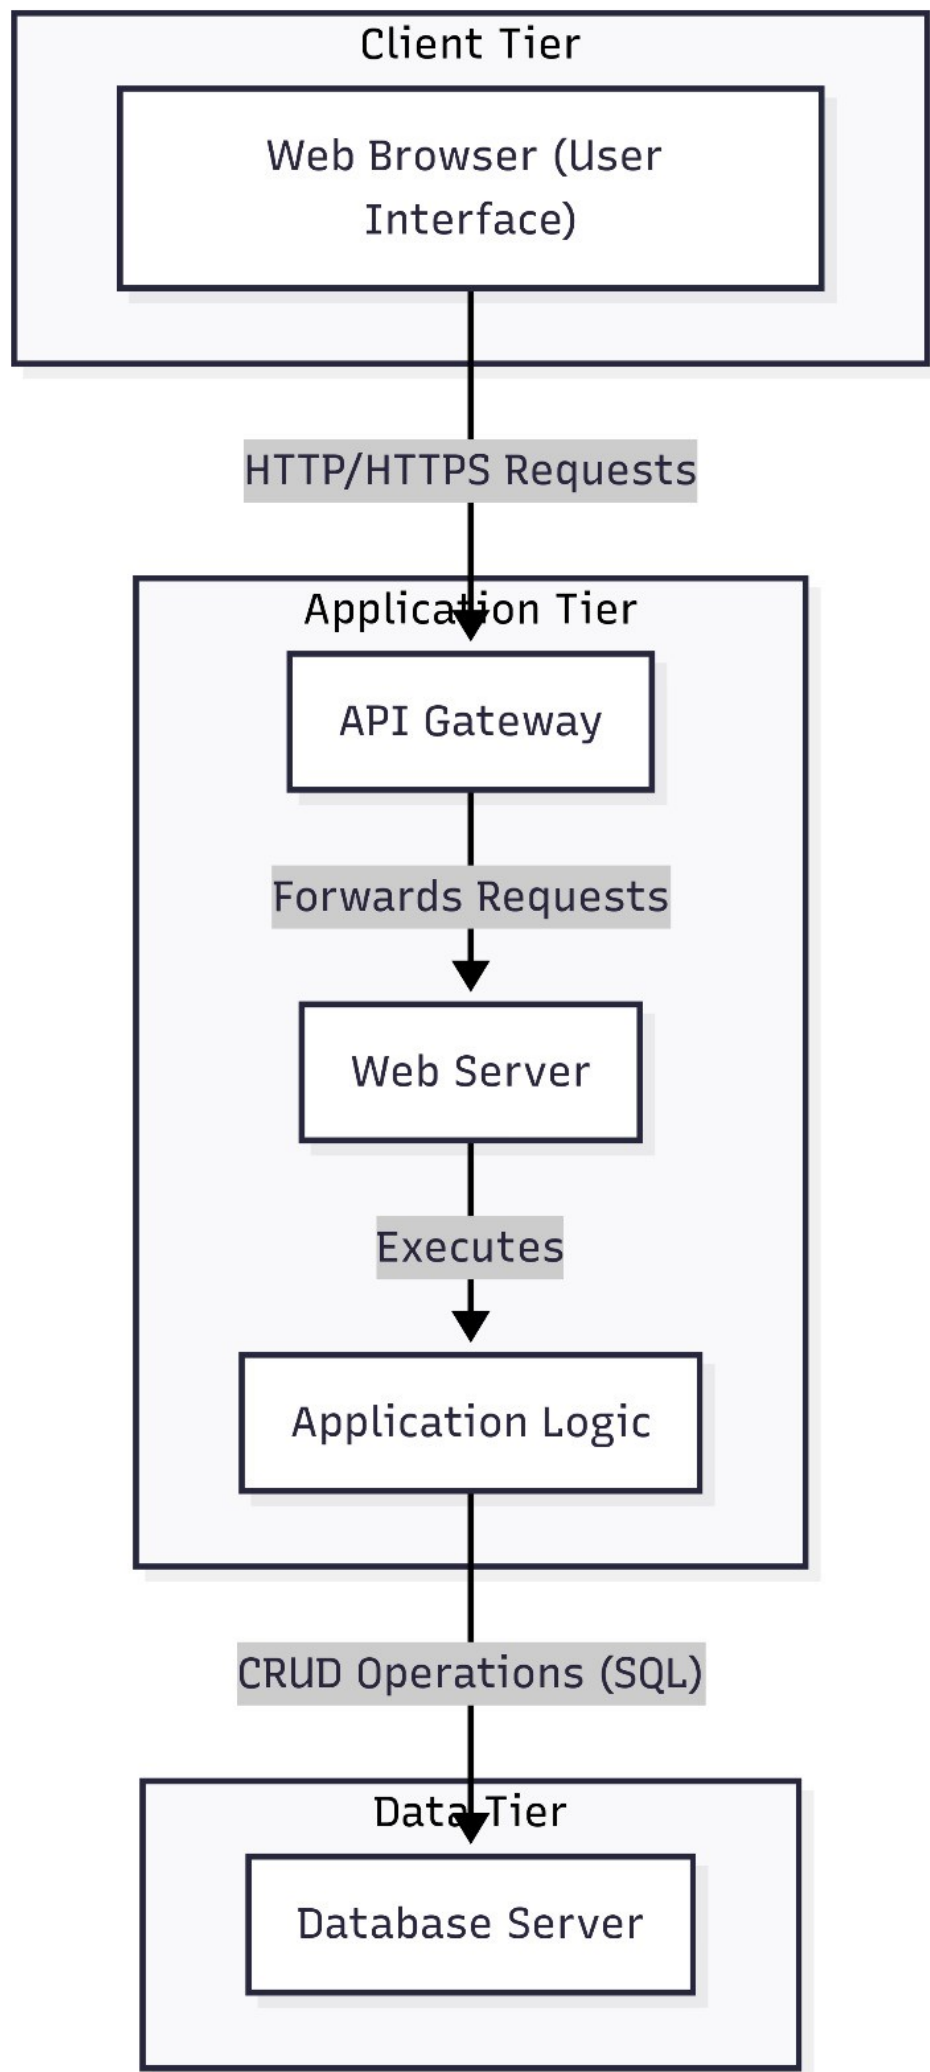 Client Tier
Web Browser (User
Interface)
HTTP/HTTPS Requests
Application Tier
API Gateway
Forwards Requests
Web Server
Executes
Application Logic
CRUD Operations (SQL)
Data Tier
Database Server